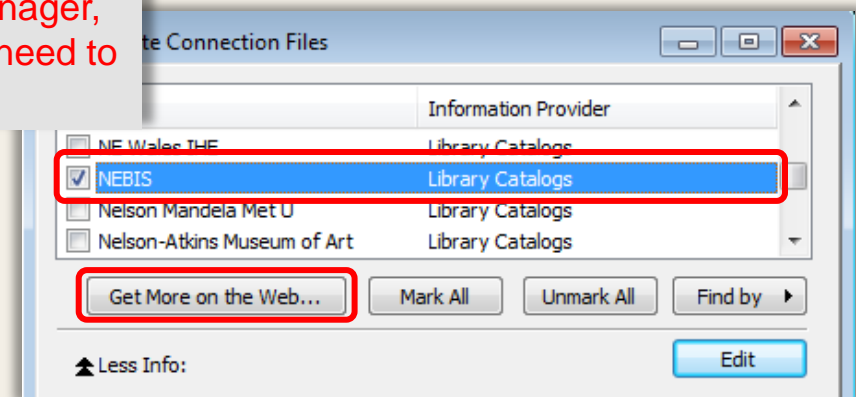 nager,
need to
te Connection Files
Information Provider
NE Wales IHE Library Catalogs
NEBIS Library Catalogs
Nelson Mandela Met U Library Catalogs
Nelson-Atkins Museum of Art Library Catalogs
Get More on the Web... Mark All Unmark All Find by
Less Info: Edit